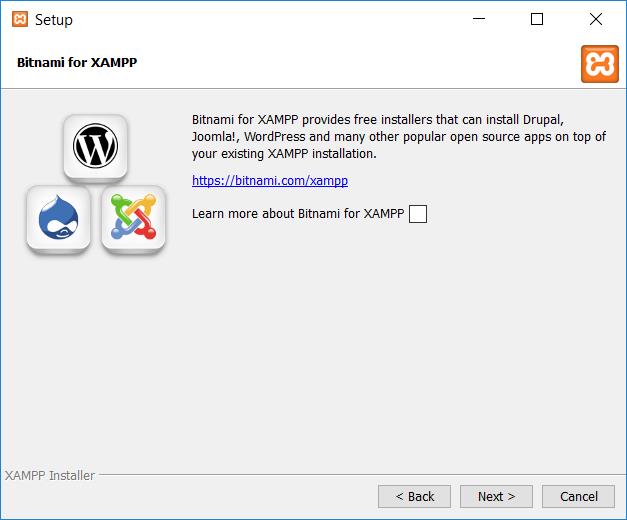 Setup
Bitnami for XAMPP
Bitnami for XAMPP provides free installers that can install Drupal,
Joomla!, WordPress and many other popular open source apps on top of
your existing XAMPP installation.
https://bitnami.com/xampp
Learn more about Bitnami for XAMPP
XAMPP Installer
< Back
Next >
Cancel